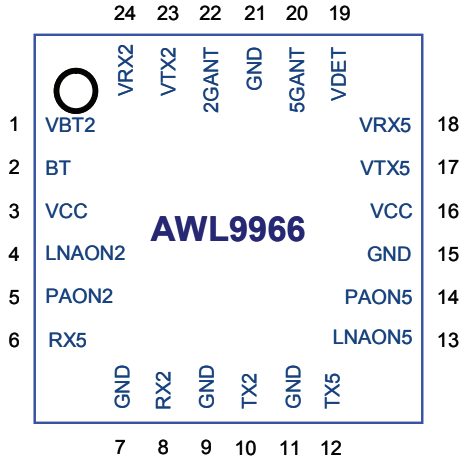 24 23 22 21 20 19
VRX2 VTX2 2GANT GND 5GANT VDET
1 VBT2 VRX5 18
2 BT VTX5 17
3 VCC VCC 16
AWL9966
4 LNAON2 GND 15
5 PAON2 PAON5 14
6 RX5 LNAON5 13
GND RX2 GND TX2 GND TX5
7 8 9 10 11 12